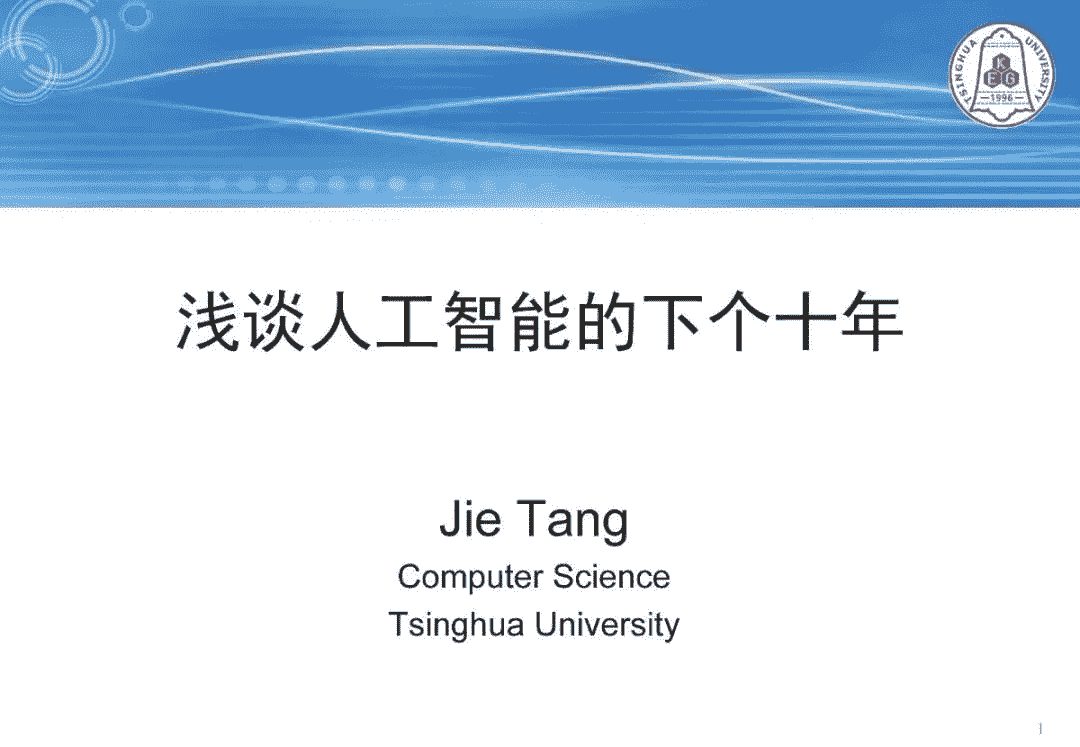 TSINGHUA UNIVERSITY
K
E G
1996
浅谈人工智能的下个十年
Jie Tang
Computer Science
Tsinghua University
1